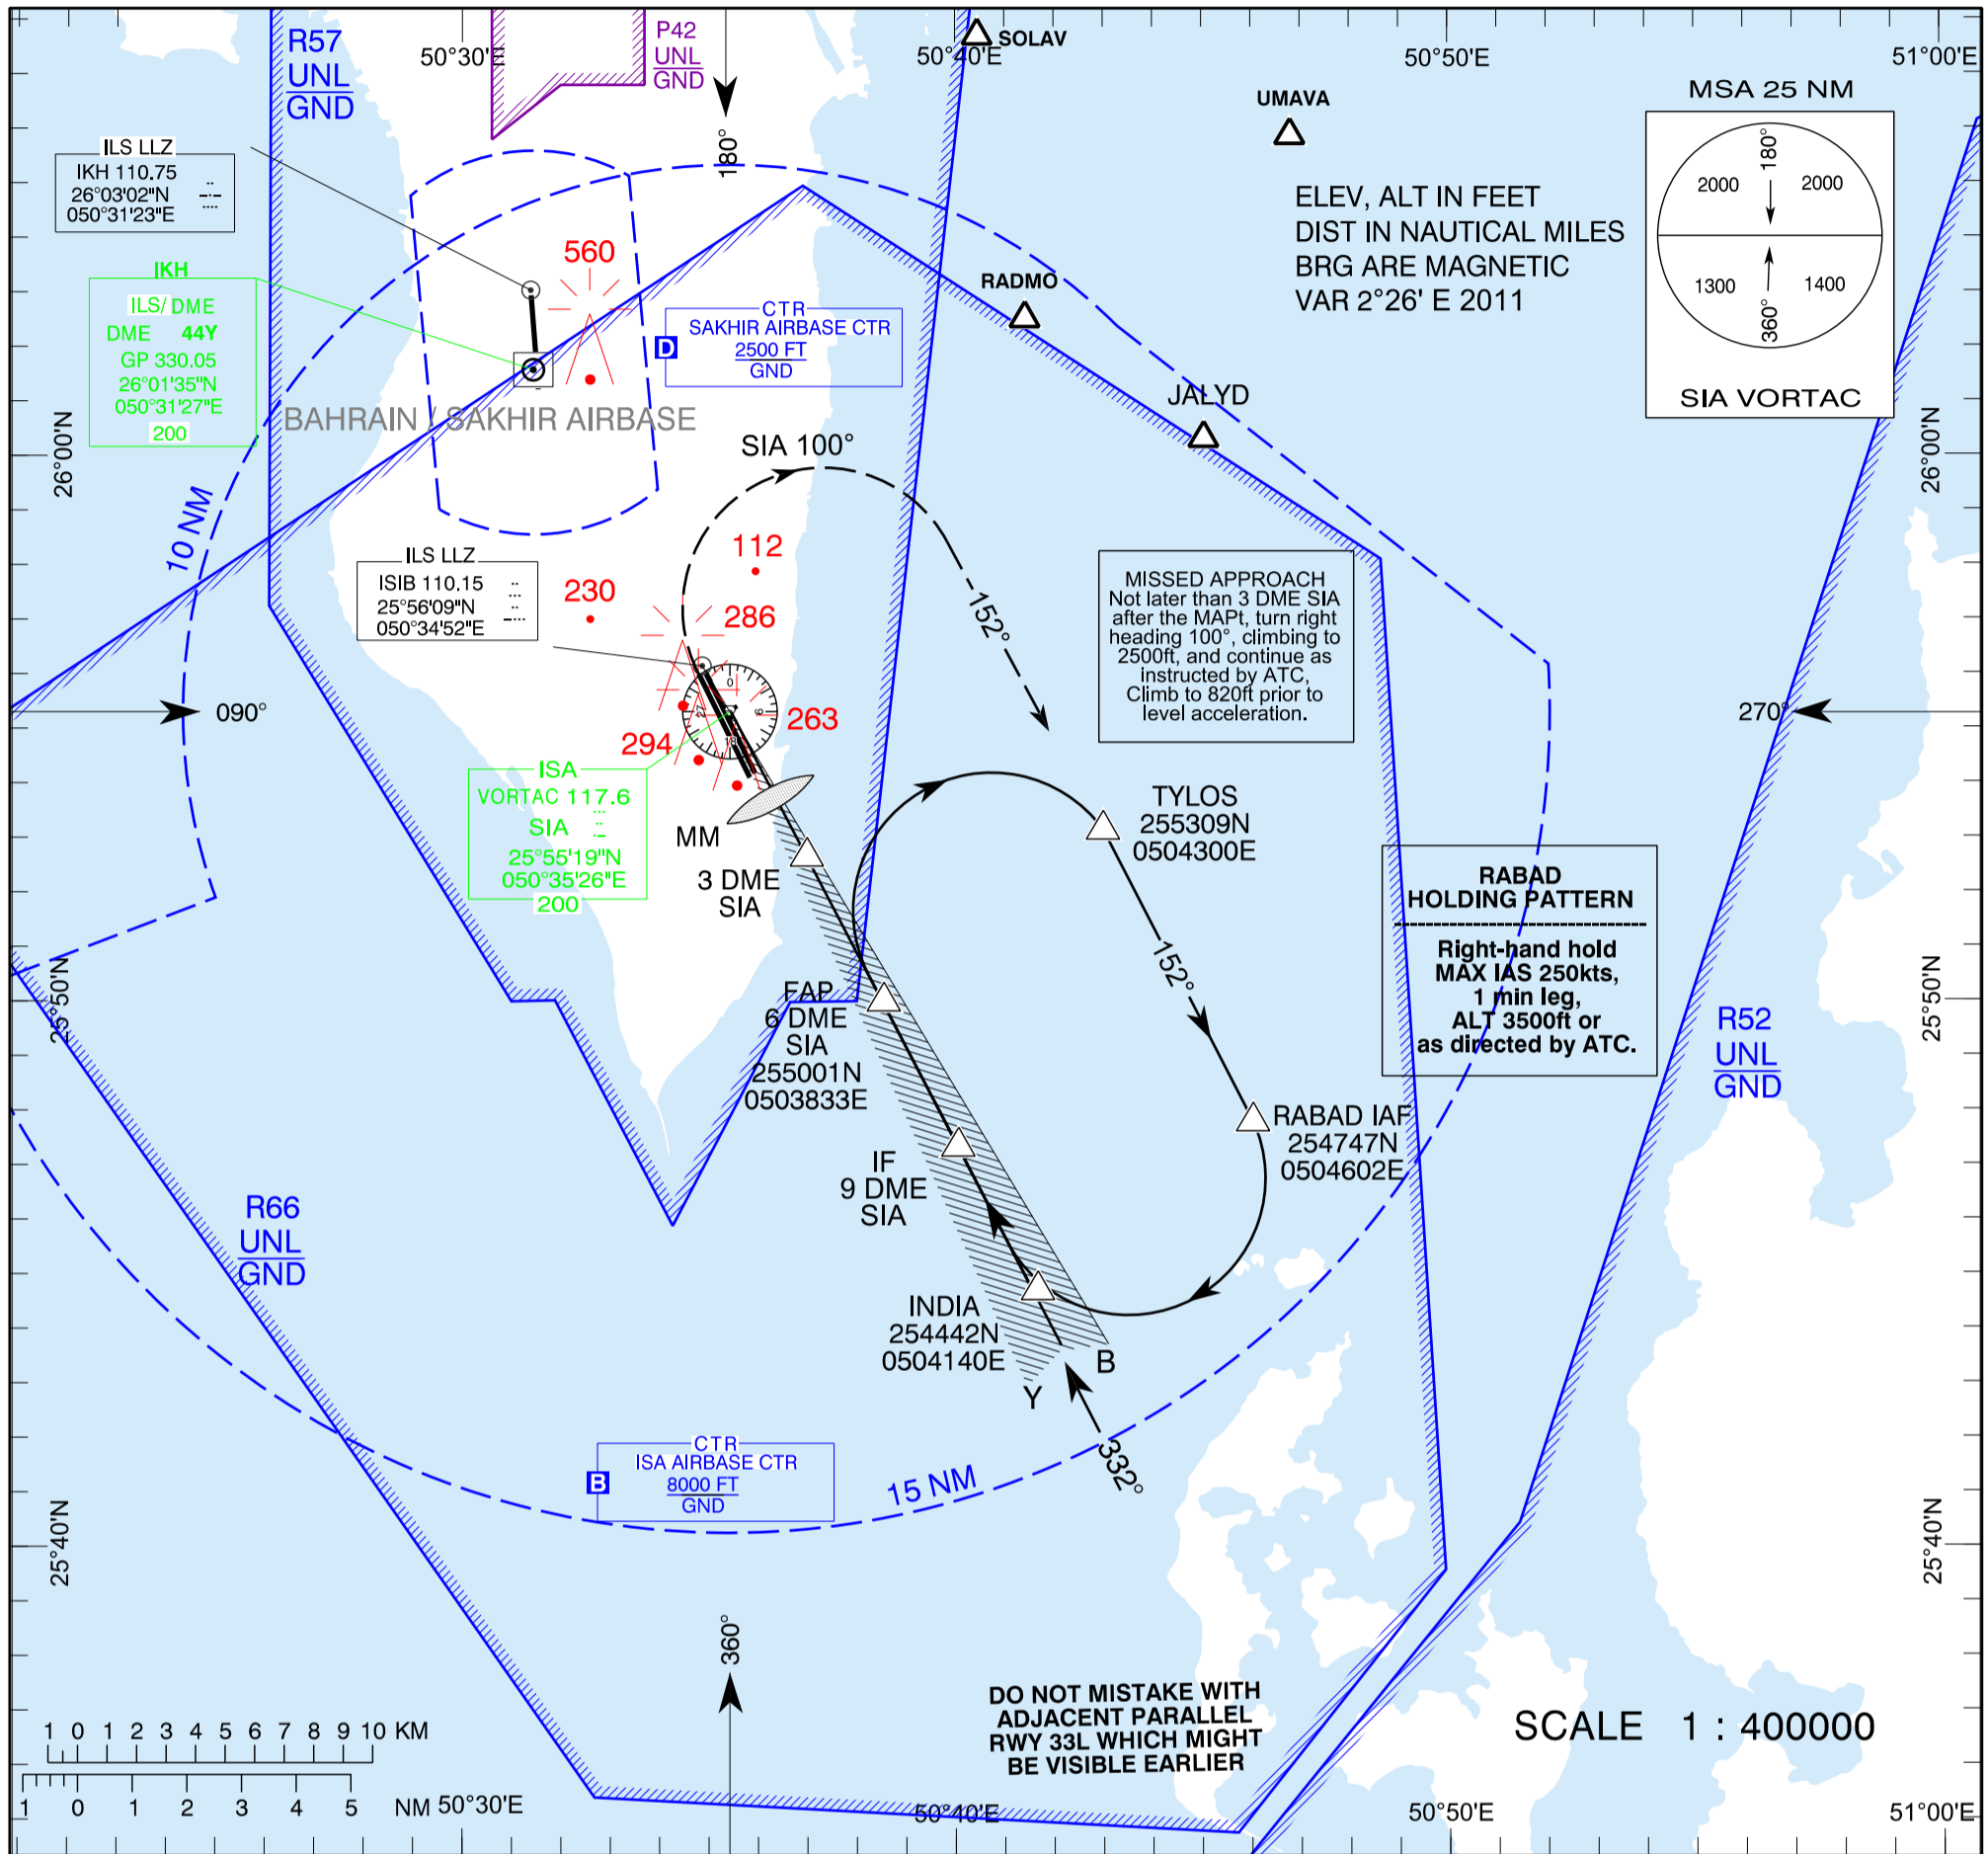 R57
UNL
GND
50°30'E
P42
UNL
GND
50°40'E
SOLAV
50°50'E
51°00'E
UMAVA
MSA 25 NM
180°
2000
2000
1300
1400
360°
SIA VORTAC
180°
ILS LLZ
IKH 110.75
26°03'02"N
050°31'23"E
ELEV, ALT IN FEET
DIST IN NAUTICAL MILES
BRG ARE MAGNETIC
VAR 2°26' E 2011
IKH
ILS/ DME
DME 44Y
GP 330.05
26°01'35"N
050°31'27"E
200
560
RADMO
CTR
SAKHIR AIRBASE CTR
D
2500 FT
GND
JALYD
BAHRAIN / SAKHIR AIRBASE
26°00'N
26°00'N
SIA 100°
10 NM
ILS LLZ
ISIB 110.15
25°56'09"N
050°34'52"E
230
112
286
152°
MISSED APPROACH
Not later than 3 DME SIA
after the MAPt, turn right
heading 100°, climbing to
2500ft, and continue as
instructed by ATC,
Climb to 820ft prior to
level acceleration.
090°
0
9
18
27
263
294
270°
ISA
VORTAC 117.6
SIA
25°55'19"N
050°35'26"E
200
MM
3 DME
SIA
TYLOS
255309N
0504300E
RABAD
HOLDING PATTERN
Right-hand hold
MAX IAS 250kts,
1 min leg,
ALT 3500ft or
as directed by ATC.
152°
25°50'N
25°50'N
FAP
6 DME
SIA
255001N
0503833E
R52
UNL
GND
RABAD IAF
254747N
0504602E
IF
9 DME
SIA
R66
UNL
GND
INDIA
254442N
0504140E
B
Y
332°
CTR
ISA AIRBASE CTR
B
8000 FT
GND
15 NM
25°40'N
25°40'N
360°
DO NOT MISTAKE WITH
ADJACENT PARALLEL
RWY 33L WHICH MIGHT
BE VISIBLE EARLIER
SCALE 1 : 400000
1 0 1 2 3 4 5 6 7 8 9 10 KM
1 0 1 2 3 4 5 NM
50°30'E
50°40'E
50°50'E
51°00'E